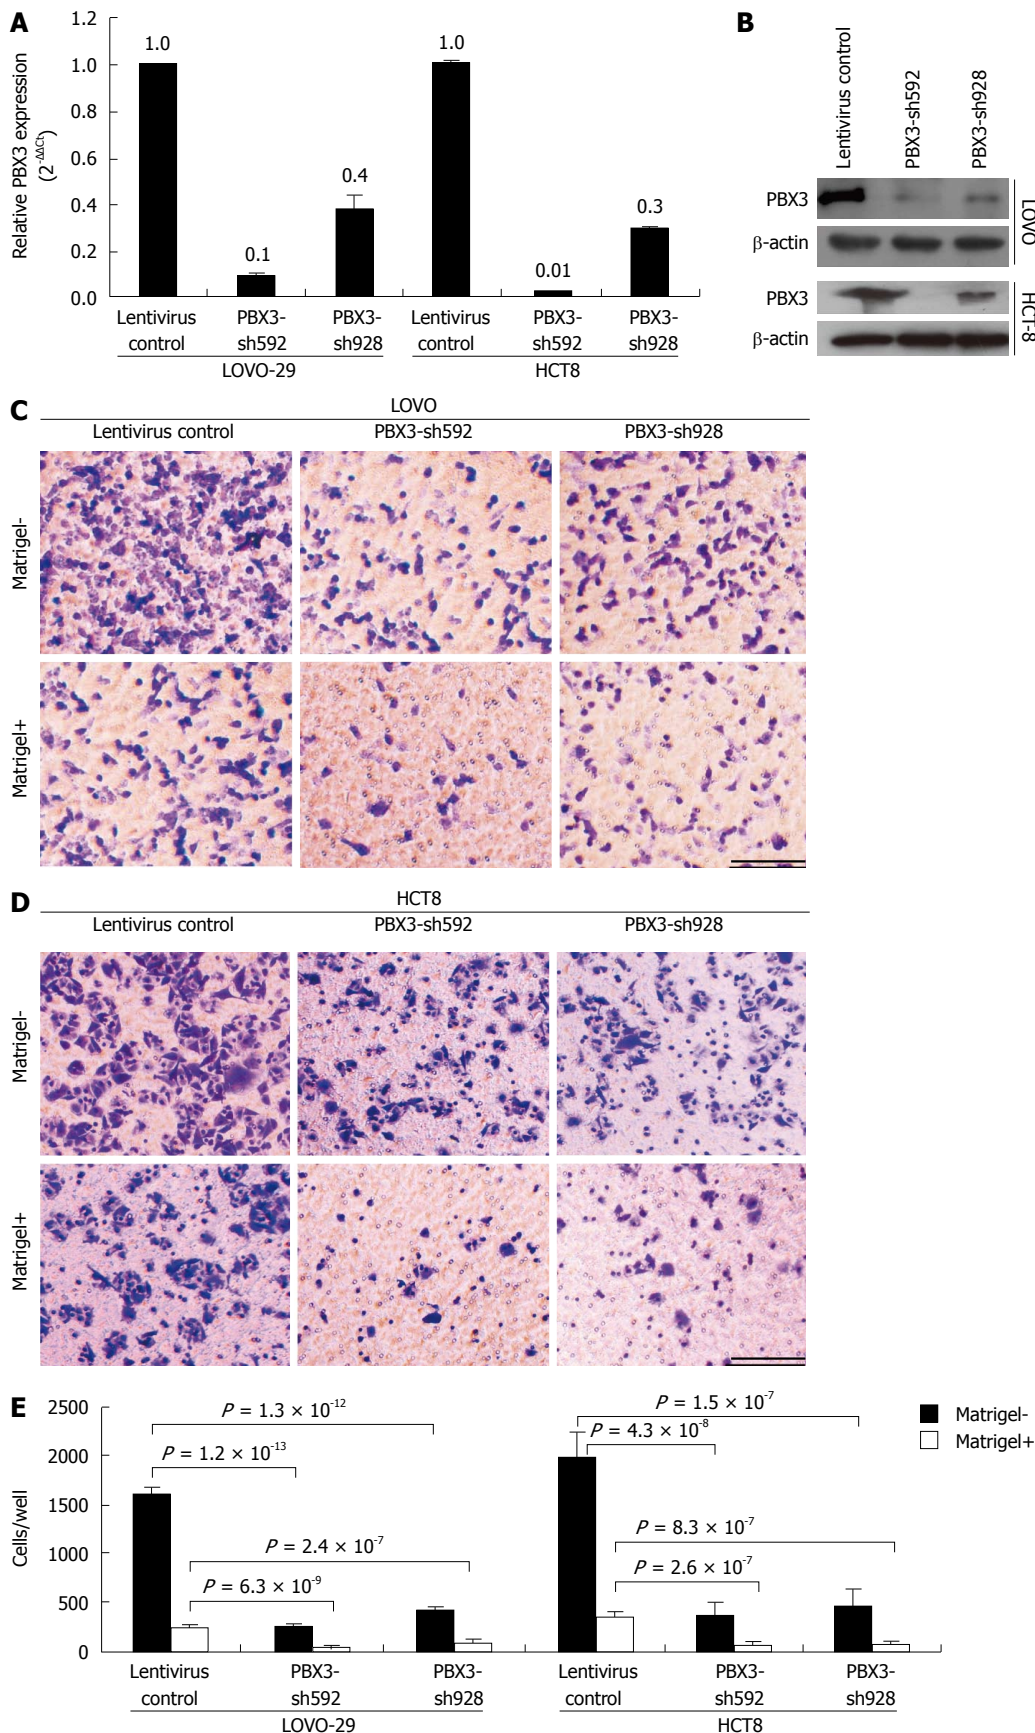 A
Relative PBX3 expression
(2^-ΔΔCt)
1.2
1.0
0.8
0.6
0.4
0.2
0.0
1.0
0.1
0.4
1.0
0.01
0.3
Lentivirus control
PBX3-sh592
PBX3-sh928
Lentivirus control
PBX3-sh592
PBX3-sh928
LOVO-29
HCT8
B
Lentivirus control
PBX3-sh592
PBX3-sh928
PBX3
β-actin
LOVO
PBX3
β-actin
HCT-8
C
LOVO
Lentivirus control
PBX3-sh592
PBX3-sh928
Matrigel-
Matrigel+
D
HCT8
Lentivirus control
PBX3-sh592
PBX3-sh928
Matrigel-
Matrigel+
E
Cells/well
2500
2000
1500
1000
500
0
P = 1.3 × 10^-12
P = 1.2 × 10^-13
P = 2.4 × 10^-7
P = 6.3 × 10^-9
P = 1.5 × 10^-7
P = 4.3 × 10^-8
P = 8.3 × 10^-7
P = 2.6 × 10^-7
Matrigel-
Matrigel+
Lentivirus control
PBX3-sh592
PBX3-sh928
Lentivirus control
PBX3-sh592
PBX3-sh928
LOVO-29
HCT8